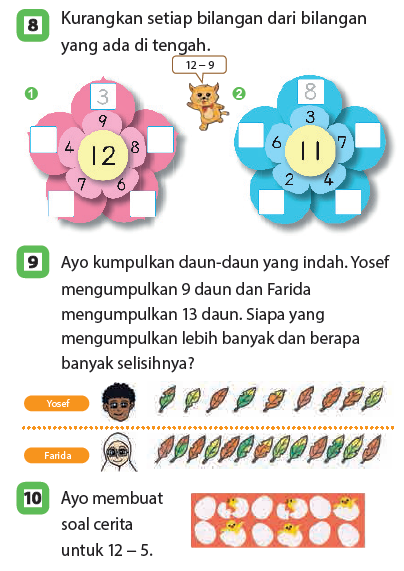 8 Kurangkan setiap bilangan dari bilangan
yang ada di tengah.
12 – 9
1
3
9
4
12
8
7
6
2
8
3
6
11
7
2
4
9 Ayo kumpulkan daun-daun yang indah. Yosef
mengumpulkan 9 daun dan Farida
mengumpulkan 13 daun. Siapa yang
mengumpulkan lebih banyak dan berapa
banyak selisihnya?
Yosef
Farida
10 Ayo membuat
soal cerita
untuk 12 – 5.